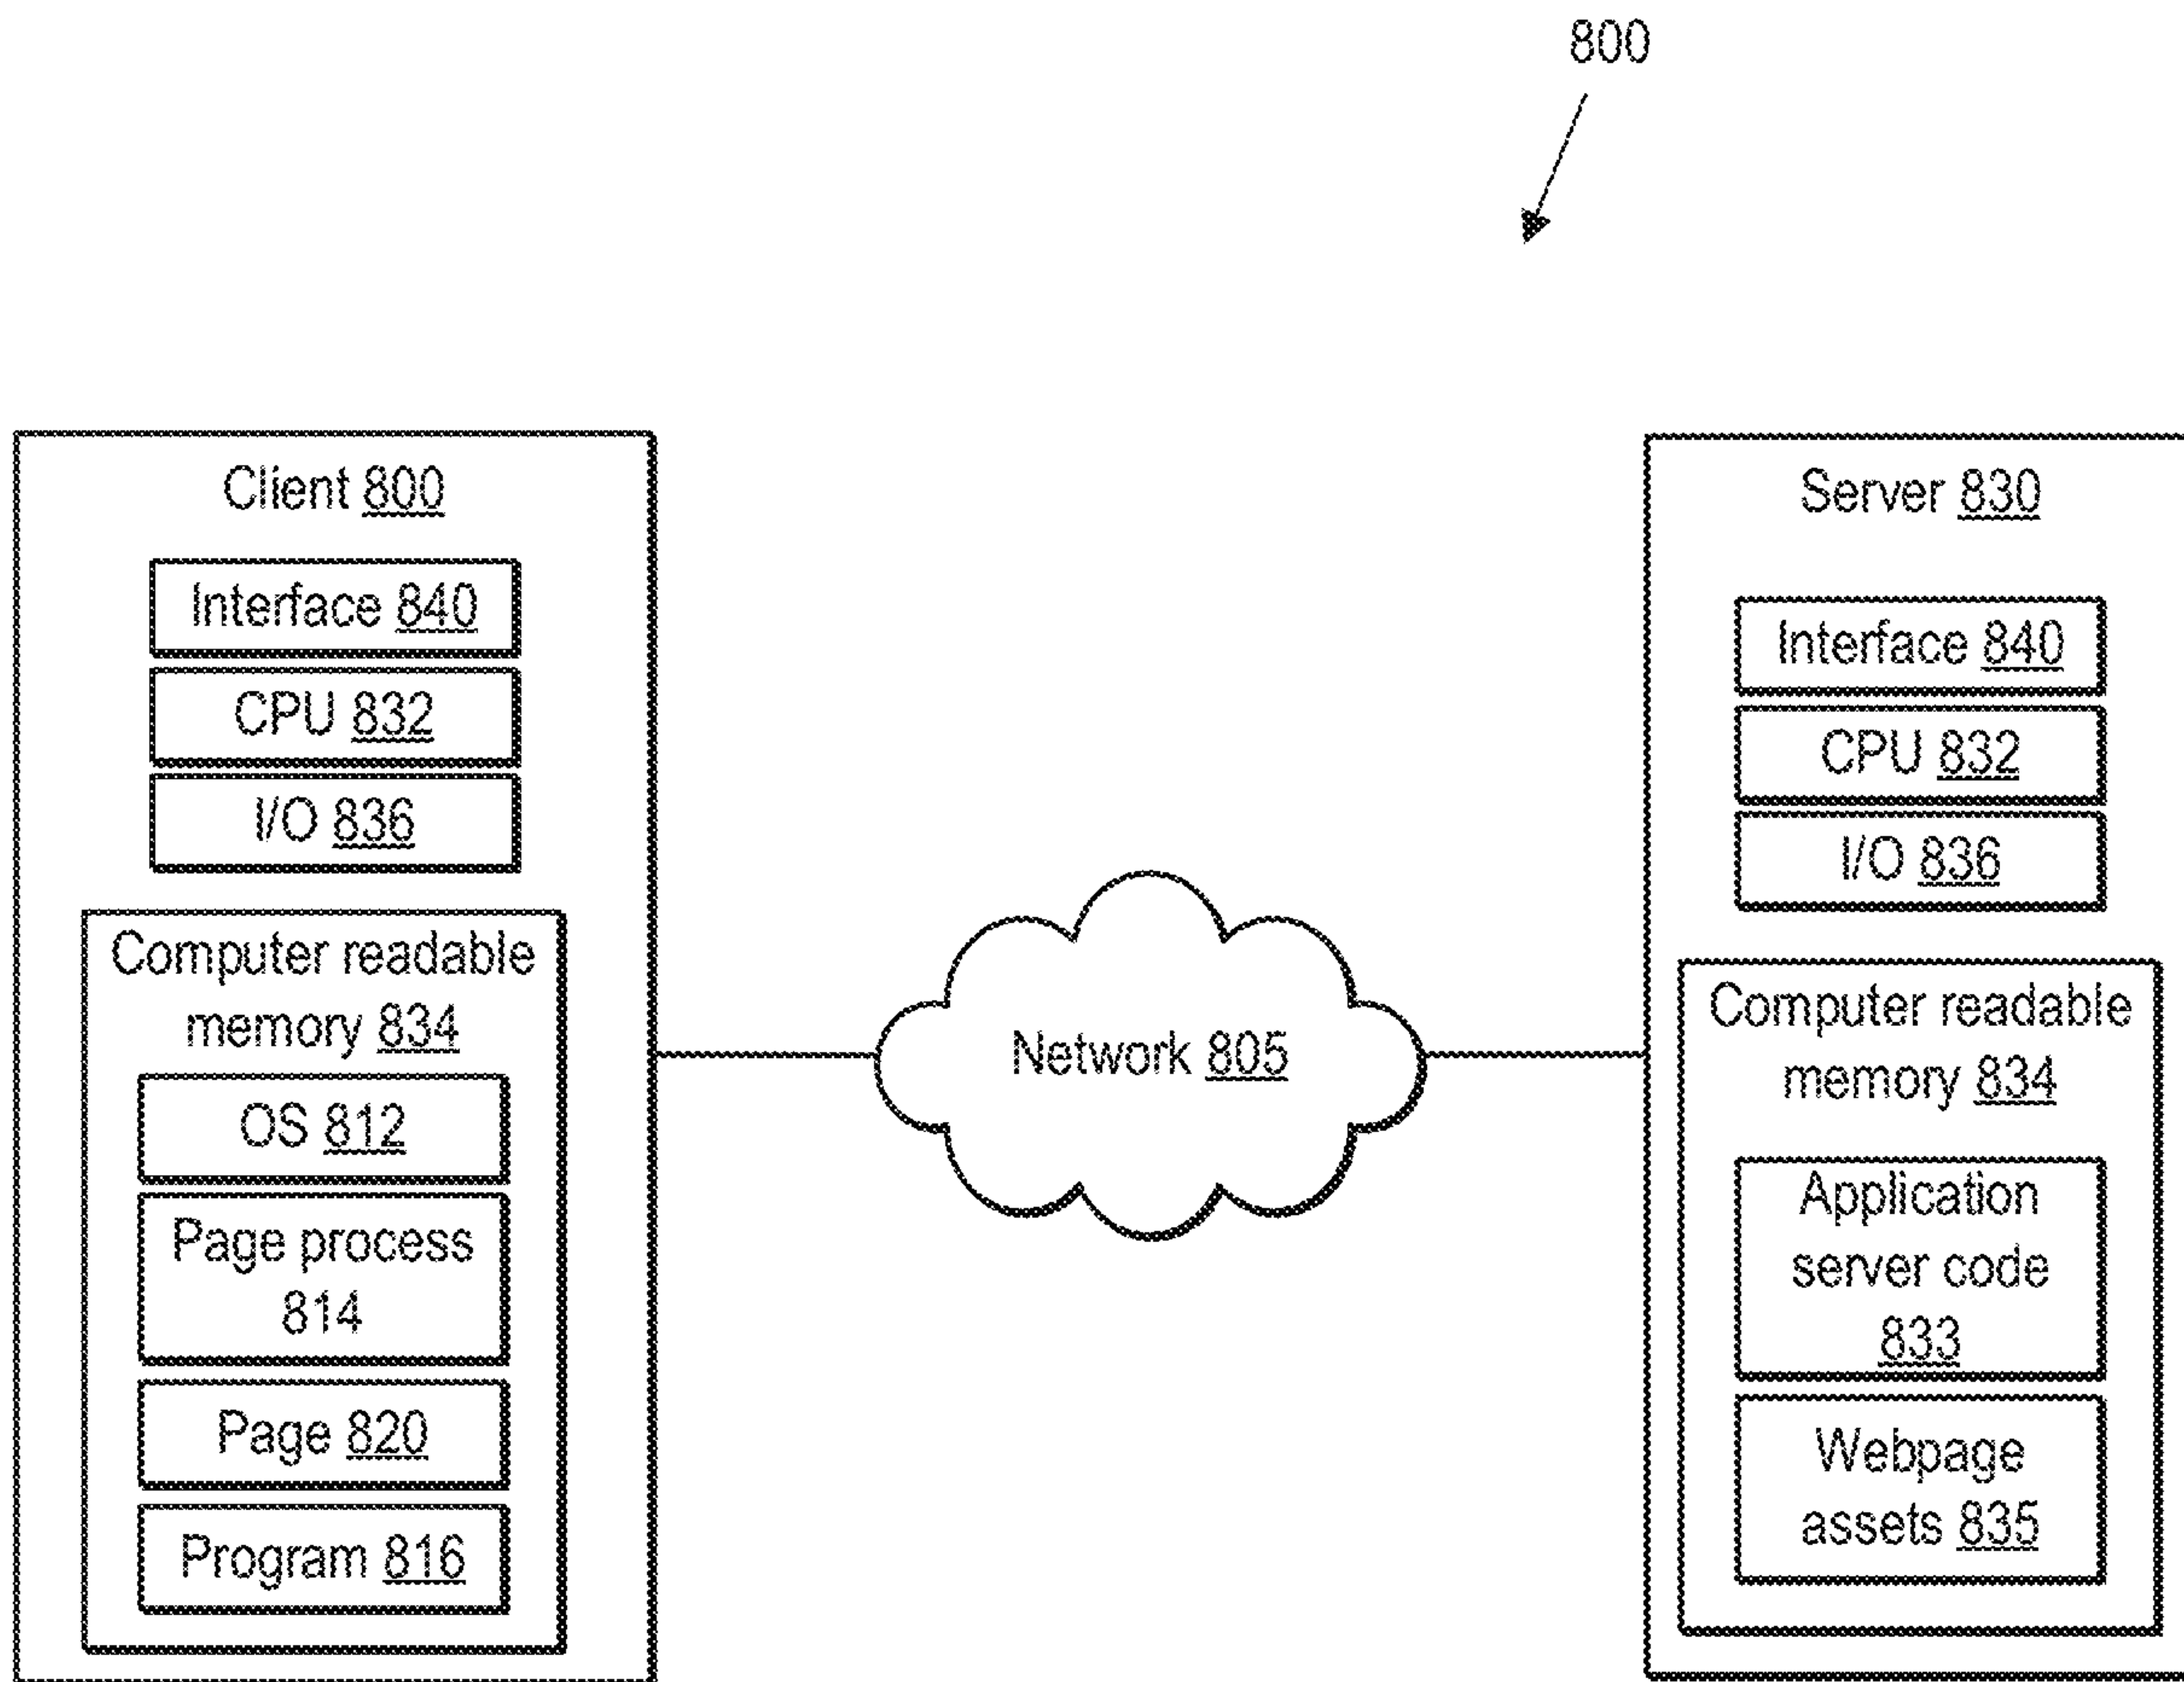 800
Client 800
Interface 840
CPU 832
I/O 836
Computer readable
memory 834
OS 812
Page process
814
Page 820
Program 816
Network 805
Server 830
Interface 840
CPU 832
I/O 836
Computer readable
memory 834
Application
server code
833
Webpage
assets 835